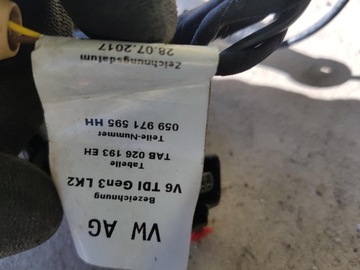 VW AG
Bezeichnung
V6 TDI Gen3 LK2
Tabelle
TAB 026 193 EH
Teile-Nummer
059 971 595 HH
Zeichnungsdatum
28.07.2017